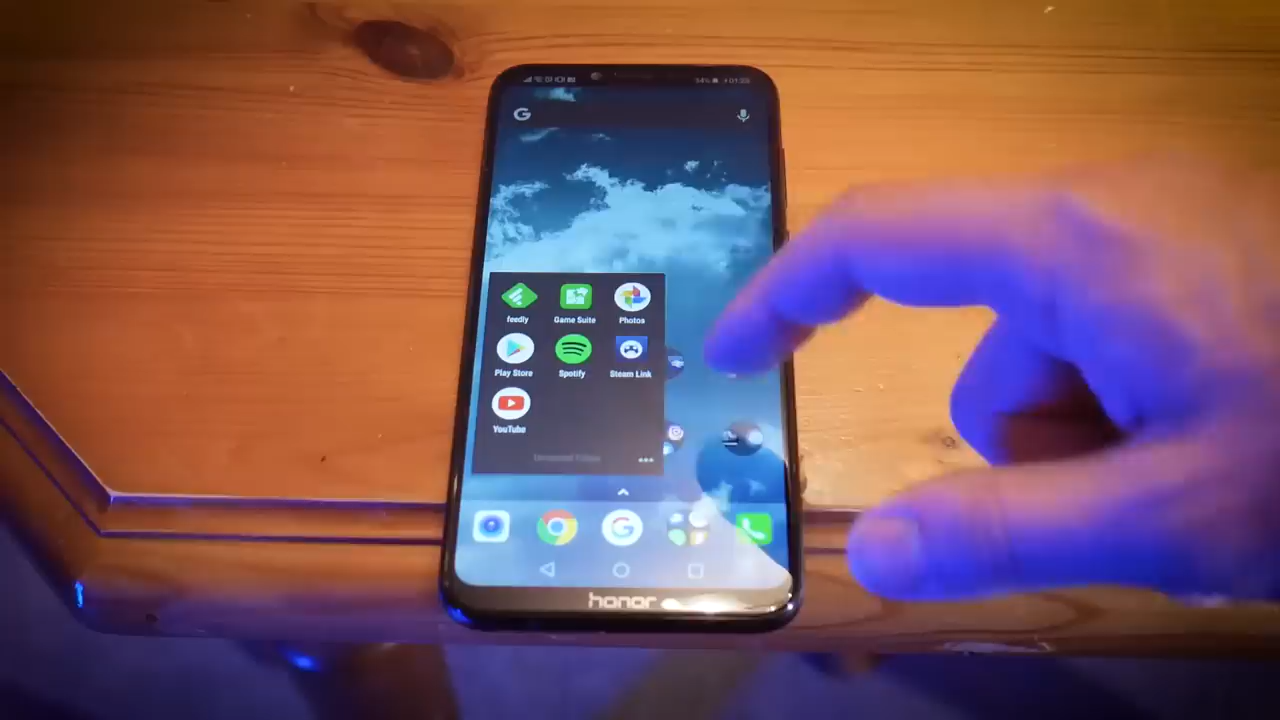 G
feedly
Game Suite
Photos
Play Store
Spotify
Steam Link
YouTube
G
honor